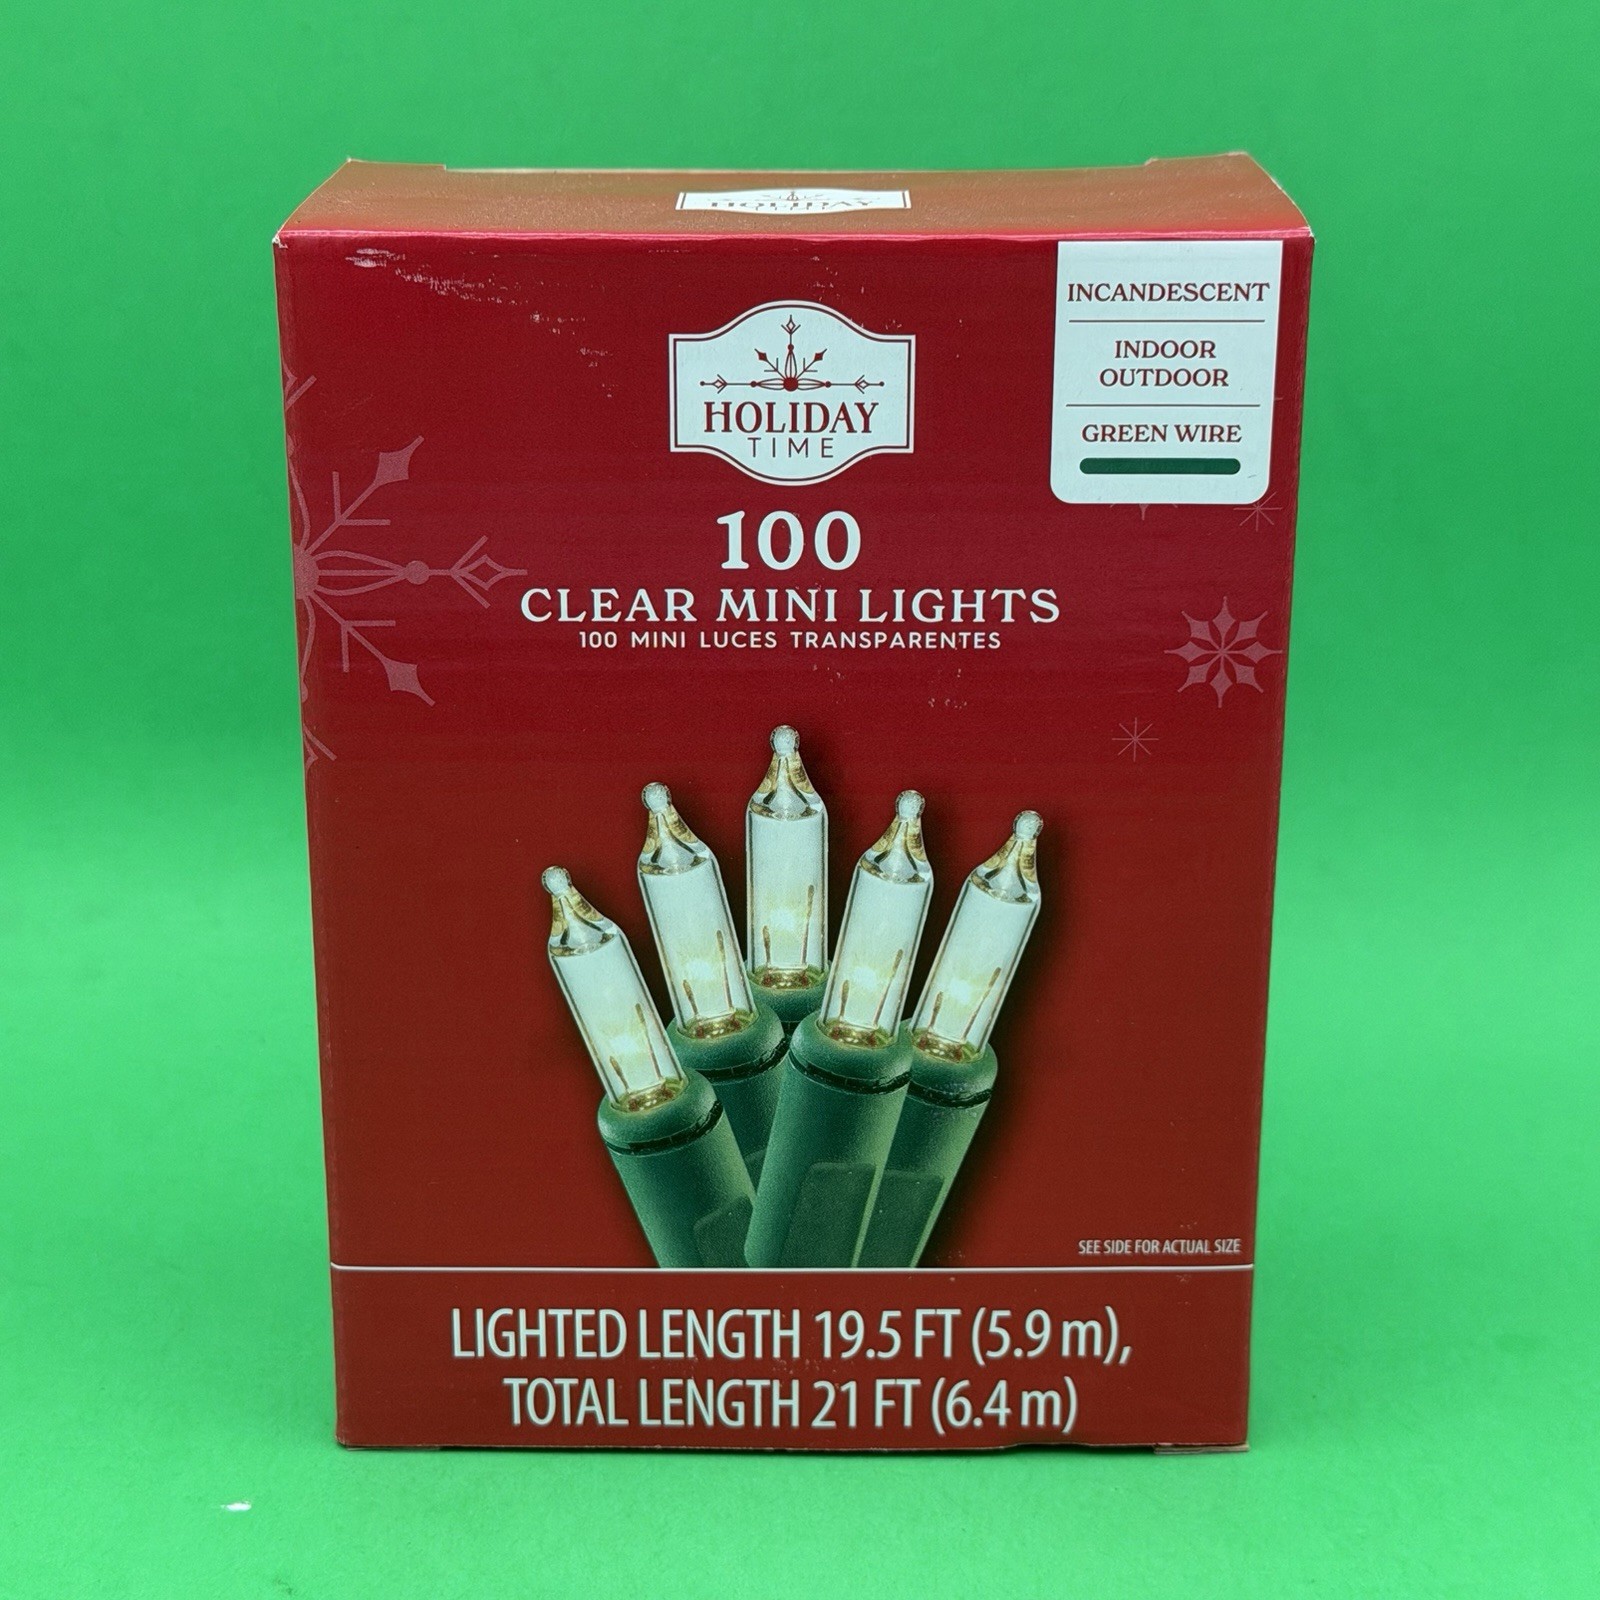 HOLIDAY
HOLIDAY
TIME
INCANDESCENT
INDOOR
OUTDOOR
GREEN WIRE
100
CLEAR MINI LIGHTS
100 MINI LUCES TRANSPARENTES
SEE SIDE FOR ACTUAL SIZE
LIGHTED LENGTH 19.5 FT (5.9 m),
TOTAL LENGTH 21 FT (6.4 m)